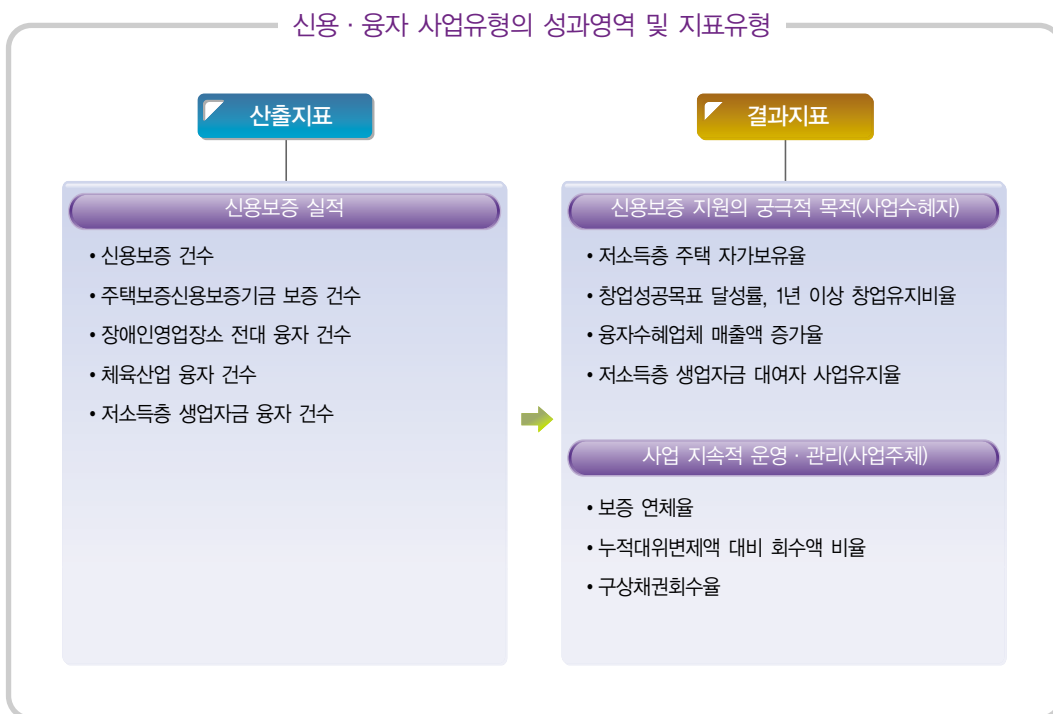 신용 · 융자 사업유형의 성과영역 및 지표유형
산출지표
신용보증 실적
• 신용보증 건수
• 주택보증신용보증기금 보증 건수
• 장애인영업장소 전대 융자 건수
• 체육산업 융자 건수
• 저소득층 생업자금 융자 건수
결과지표
신용보증 지원의 궁극적 목적(사업수혜자)
• 저소득층 주택 자가보유율
• 창업성공목표 달성률, 1년 이상 창업유지비율
• 융자수혜업체 매출액 증가율
• 저소득층 생업자금 대여자 사업유지율
사업 지속적 운영 · 관리(사업주체)
• 보증 연체율
• 누적대위변제액 대비 회수액 비율
• 구상채권회수율